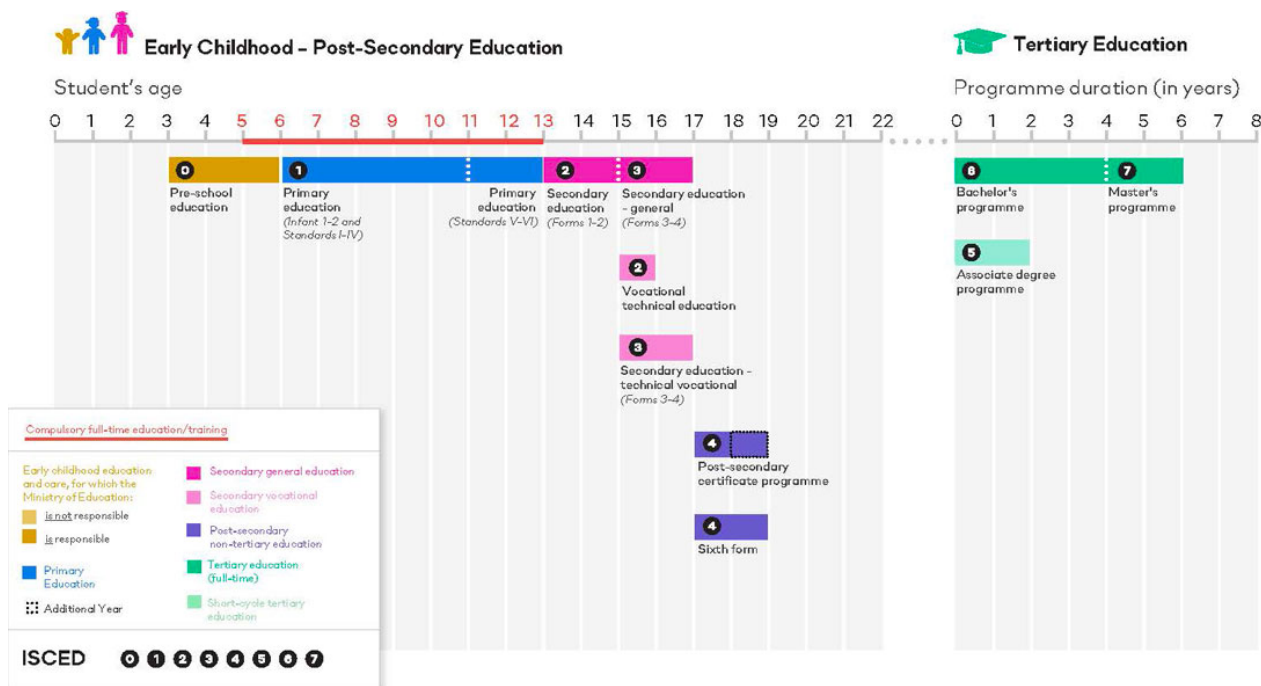 Early Childhood – Post-Secondary Education
Student's age
0 1 2 3 4 5 6 7 8 9 10 11 12 13 14 15 16 17 18 19 20 21 22
0
Pre-school
education
1
Primary
education
(Infant 1-2 and
Standards I-IV)
Primary
education
(Standards V-VI)
2
Secondary
education
(Forms 1-2)
3
Secondary education
- general
(Forms 3-4)
2
Vocational
technical education
3
Secondary education -
technical vocational
(Forms 3-4)
4
Post-secondary
certificate programme
4
Sixth form
Tertiary Education
Programme duration (in years)
0 1 2 3 4 5 6 7 8
6
Bachelor's
programme
7
Master's
programme
5
Associate degree
programme
Compulsory full-time education/training
Early childhood education
and care, for which the
Ministry of Education:
is not responsible
is responsible
Primary
Education
Additional Year
Secondary general education
Secondary vocational
education
Post-secondary
non-tertiary education
Tertiary education
(full-time)
Short-cycle tertiary
education
ISCED 0 1 2 3 4 5 6 7